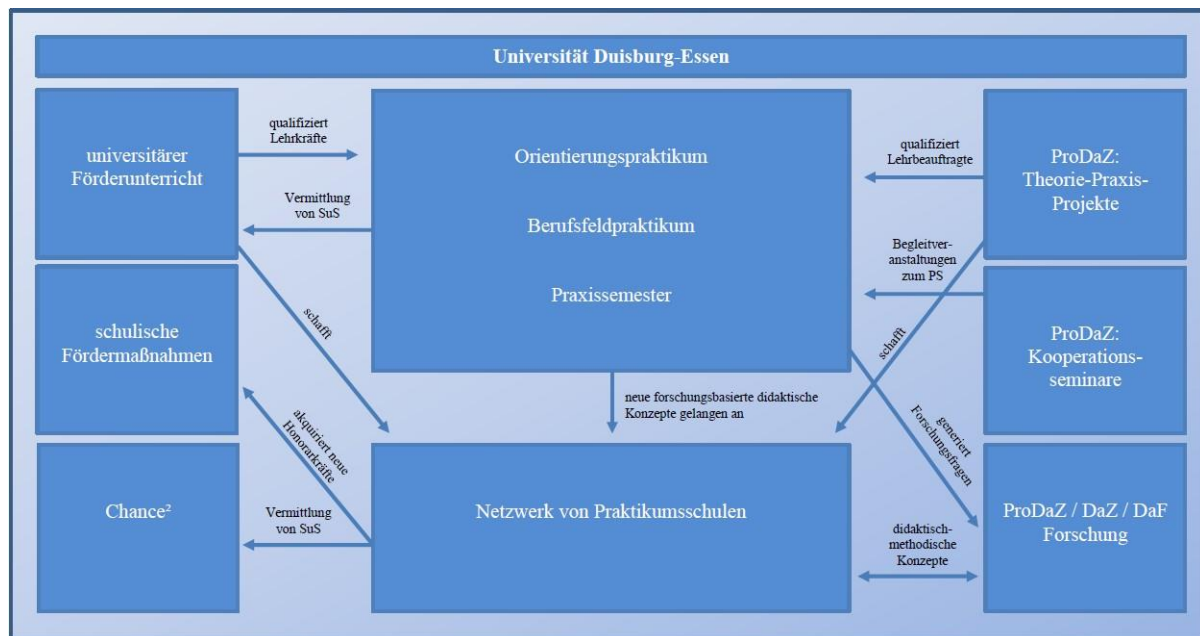 Universität Duisburg-Essen
universitärer
Förderunterricht
qualifiziert
Lehrkräfte
Vermittlung
von SuS
Orientierungspraktikum
Berufsfeldpraktikum
Praxissemester
qualifiziert
Lehrbeauftragte
Begleitver-
anstaltungen
zum PS
ProDaZ:
Theorie-Praxis-
Projekte
schulische
Fördermaßnahmen
schafft
schafft
ProDaZ:
Kooperations-
seminare
neue forschungsbasierte didaktische
Konzepte gelangen an
akquiriert neue
Honorarkräfte
generiert
Forschungsfragen
Chance²
Vermittlung
von SuS
Netzwerk von Praktikumsschulen
didaktisch-
methodische
Konzepte
ProDaZ / DaZ / DaF
Forschung